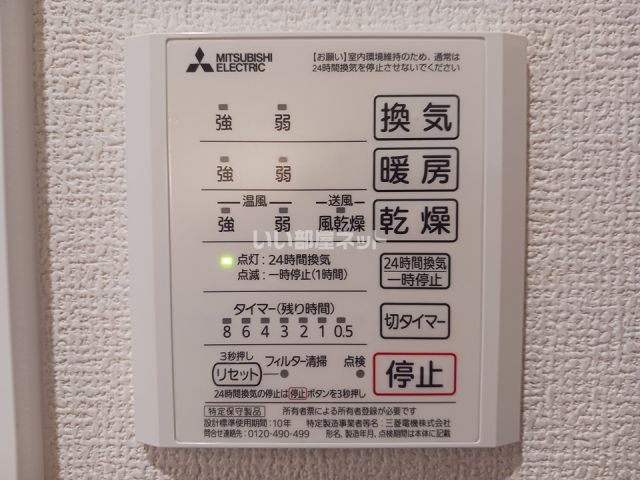 MITSUBISHI
ELECTRIC
【お願い】室内環境維持のため、通常は
24時間換気を停止させないでください
強 弱 換気
強 弱 暖房
温風 送風
強 弱 風乾燥 乾燥
いい部屋ネット
点灯:24時間換気
点滅:一時停止(1時間)
24時間換気
一時停止
タイマー(残り時間)
8 6 4 3 2 1 0.5
切タイマー
3秒押し
リセット フィルター清掃 点検
停止
24時間換気の停止は停止ボタンを3秒押し
特定保守製品 所有者票による所有者登録が必要です
設計標準使用期間:10年 特定製造事業者等名:三菱電機株式会社
問合せ連絡先:0120-490-499 形名、製造年月、点検期間は本体に記載